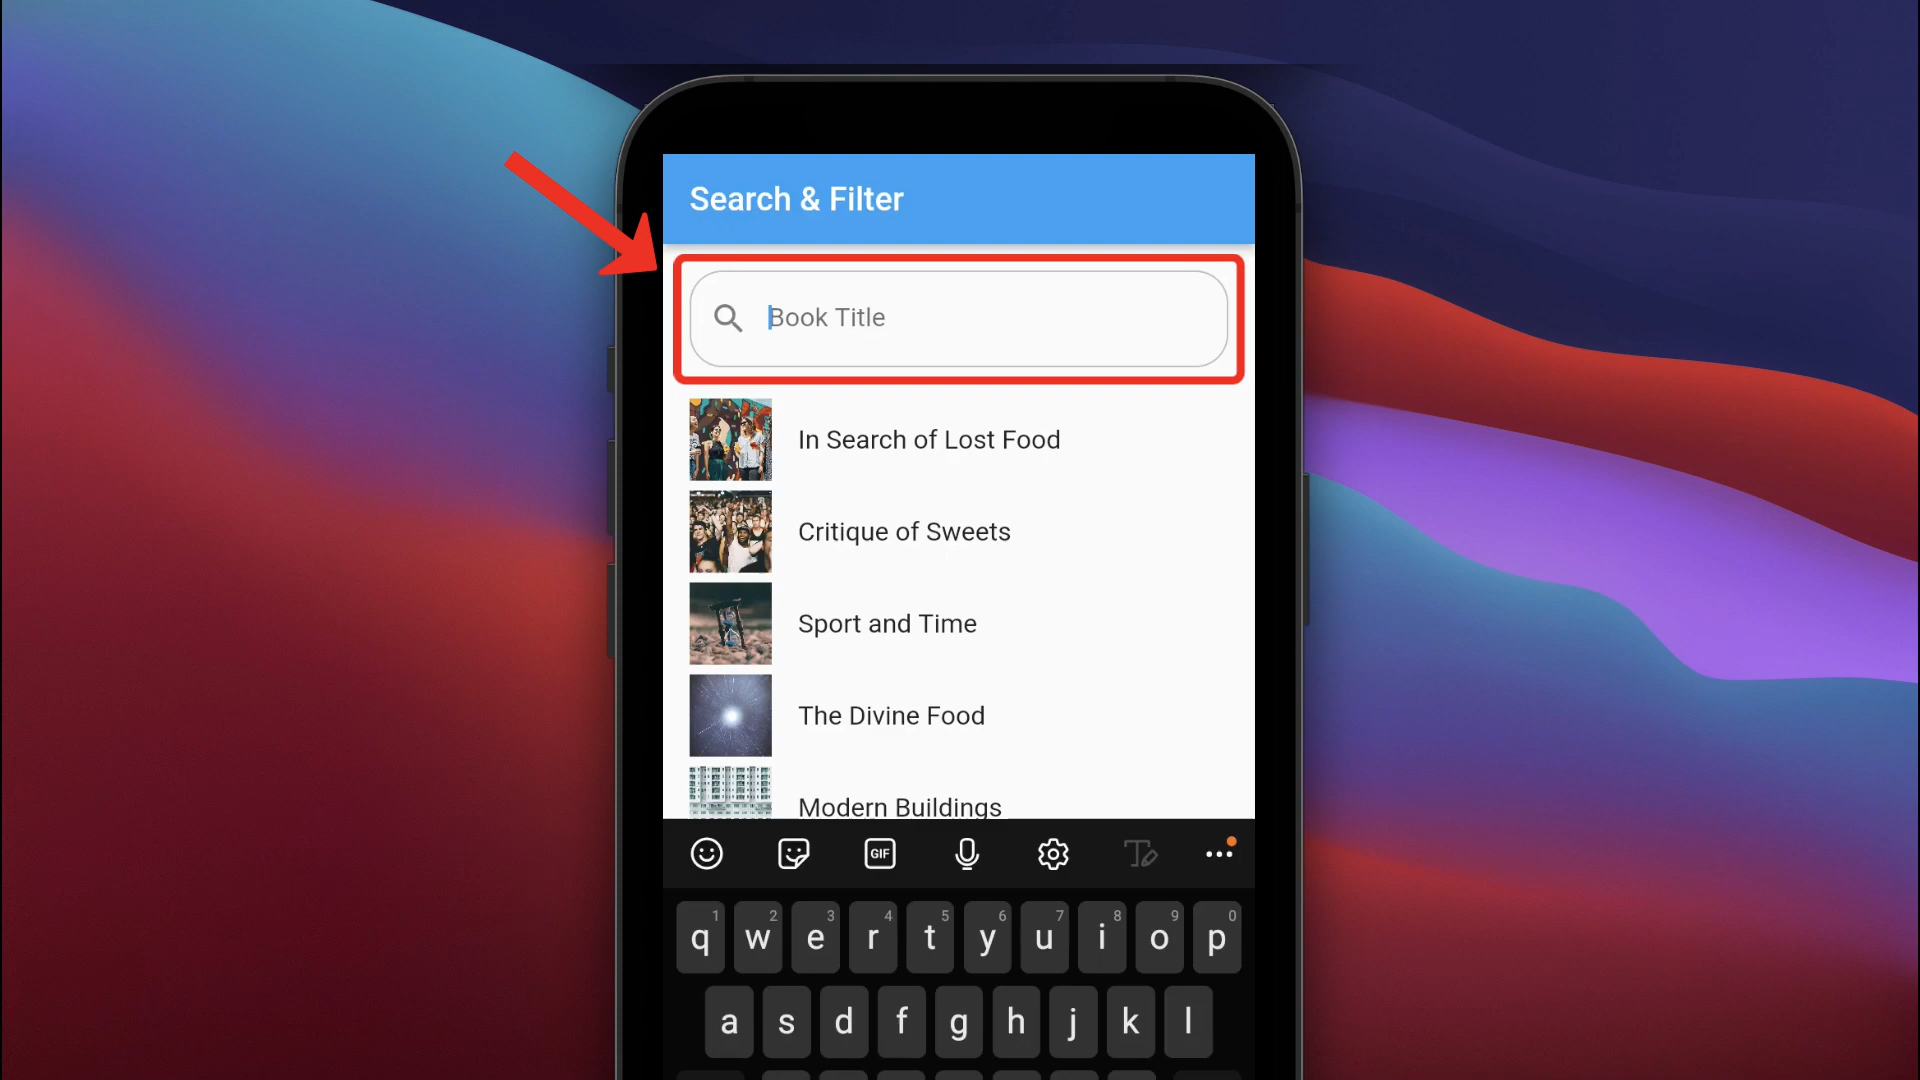 Search & Filter
Book Title
In Search of Lost Food
Critique of Sweets
Sport and Time
The Divine Food
Modern Buildings
GIF
1 2 3 4 5 6 7 8 9 0
q w e r t y u i o p
a s d f g h j k l